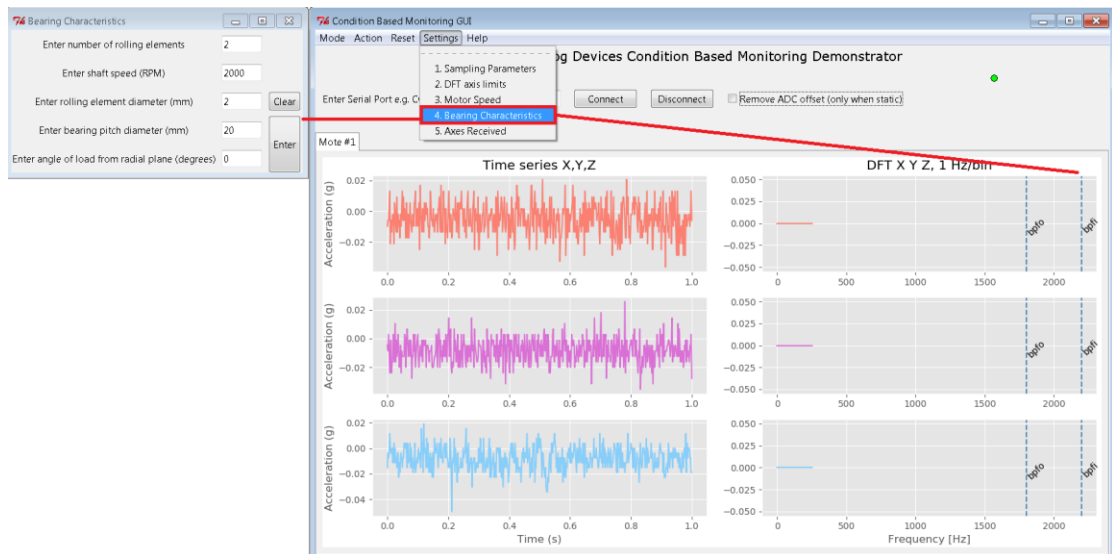 Bearing Characteristics
Enter number of rolling elements 2
Enter shaft speed (RPM) 2000
Enter rolling element diameter (mm) 2 Clear
Enter bearing pitch diameter (mm) 20
Enter
Enter angle of load from radial plane (degrees) 0
Condition Based Monitoring GUI
Mode Action Reset Settings Help
og Devices Condition Based Monitoring Demonstrator
1. Sampling Parameters
2. DFT axis limits
3. Motor Speed
4. Bearing Characteristics
5. Axes Received
Enter Serial Port e.g. C
Connect Disconnect Remove ADC offset (only when static)
Mote #1
Time series X,Y,Z
Acceleration (g)
0.02
0.00
−0.02
0.0 0.2 0.4 0.6 0.8 1.0
DFT X Y Z, 1 Hz/bin
0.050
0.025
0.000
−0.025
−0.050
bpfo bpfi
0 500 1000 1500 2000
Acceleration (g)
0.02
0.00
−0.02
0.0 0.2 0.4 0.6 0.8 1.0
0.050
0.025
0.000
−0.025
−0.050
bpfo bpfi
0 500 1000 1500 2000
Acceleration (g)
0.02
0.00
−0.02
−0.04
0.0 0.2 0.4 0.6 0.8 1.0
Time (s)
0.050
0.025
0.000
−0.025
−0.050
bpfo bpfi
0 500 1000 1500 2000
Frequency [Hz]